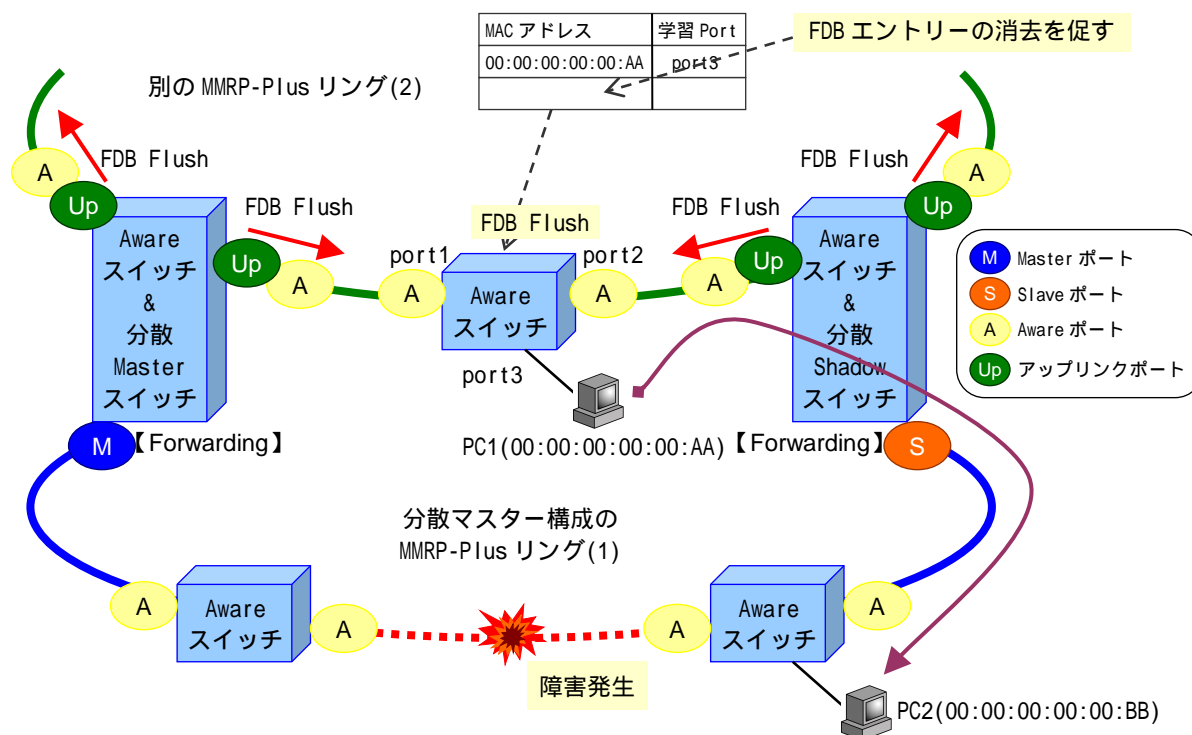 MAC アドレス 学習 Port
00:00:00:00:00:AA port3
FDB エントリーの消去を促す
別の MMRP-Plus リング(2)
FDB Flush
A
Up
FDB Flush
Up
A
port1
A
FDB Flush
port2
A
FDB Flush
A
Up
FDB Flush
A
Up
Aware
スイッチ
&
分散
Master
スイッチ
Aware
スイッチ
port3
Aware
スイッチ
&
分散
Shadow
スイッチ
M Master ポート
S Slave ポート
A Aware ポート
Up アップリンクポート
M
【Forwarding】
PC1(00:00:00:00:00:AA)
【Forwarding】
S
分散マスター構成の
MMRP-Plus リング(1)
A
Aware
スイッチ
A
A
Aware
スイッチ
A
障害発生
PC2(00:00:00:00:00:BB)